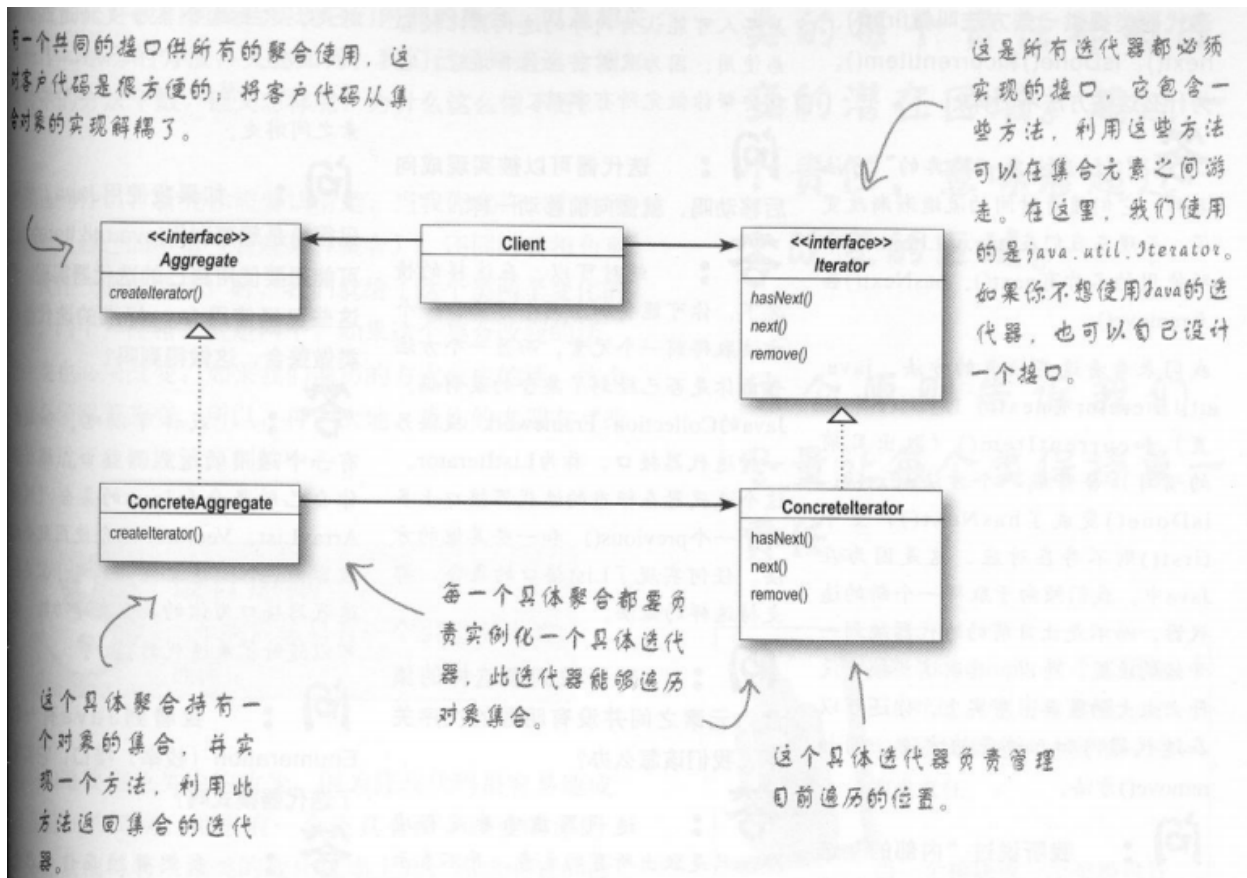 一个共同的接口供所有的聚合使用，这
对客户代码是很方便的，将客户代码从集
合对象的实现解耦了。
这是所有迭代器都必须
实现的接口，它包含一
些方法，利用这些方法
可以在集合元素之间游
走。在这里，我们使用
的是java.util.Iterator。
如果你不想使用Java的迭
代器，也可以自己设计
一个接口。
<<interface>>
Aggregate
createIterator()
Client
<<interface>>
Iterator
hasNext()
next()
remove()
ConcreteAggregate
createIterator()
ConcreteIterator
hasNext()
next()
remove()
每一个具体聚合都要负
责实例化一个具体迭代
器，此迭代器能够遍历
对象集合。
这个具体聚合持有一
个对象的集合，并实
现一个方法，利用此
方法返回集合的迭代
器。
这个具体迭代器负责管理
目前遍历的位置。